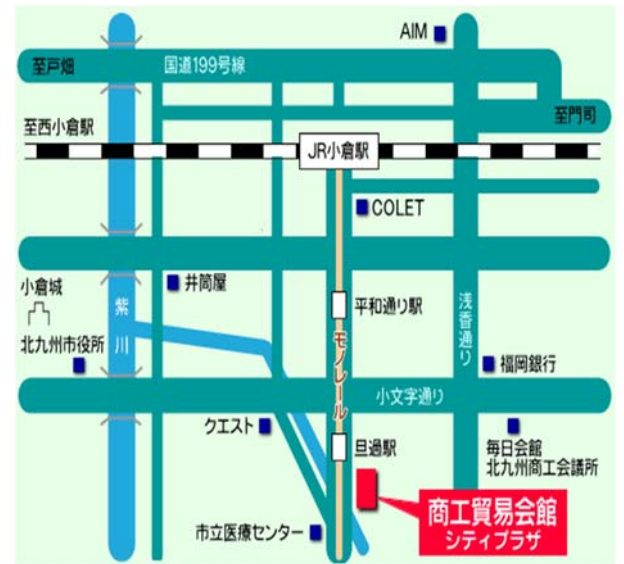 AIM
至戸畑
国道199号線
至門司
至西小倉駅
JR小倉駅
COLET
井筒屋
小倉城
紫川
平和通り駅
浅香通り
北九州市役所
モノレール
福岡銀行
小文字通り
クエスト
旦過駅
毎日会館
北九州商工会議所
商工貿易会館
シティプラザ
市立医療センター